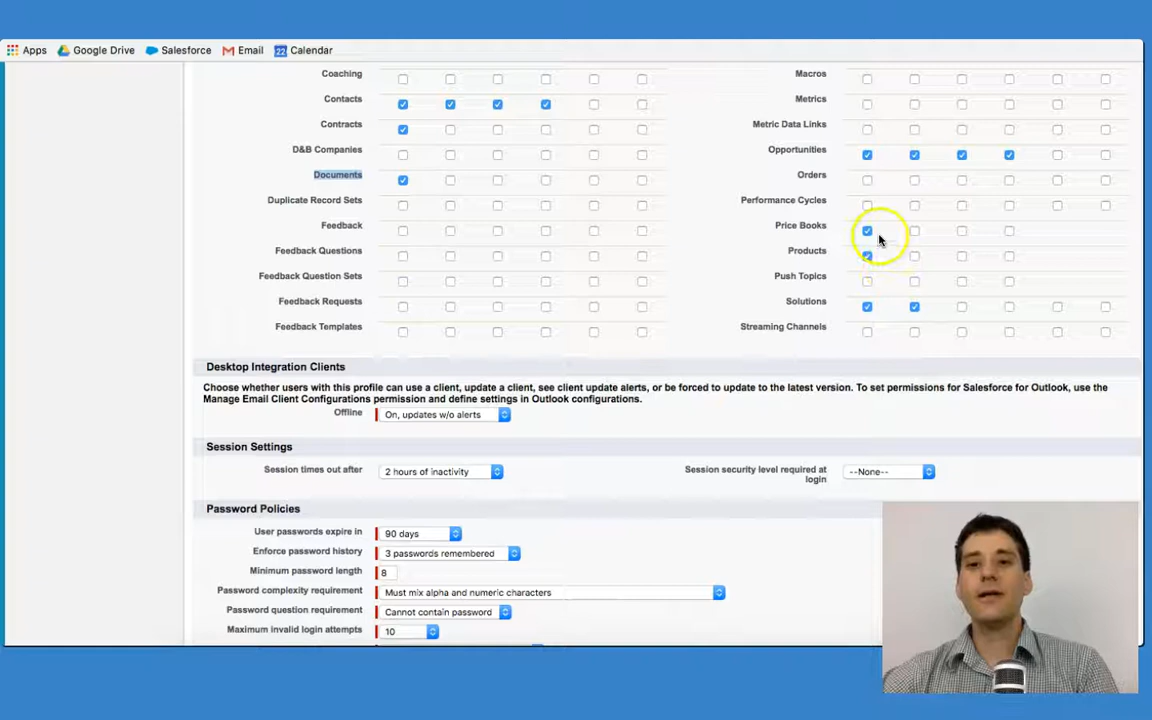 Apps Google Drive Salesforce Email 22 Calendar
Coaching Macros
Contacts Metrics
Contracts Metric Data Links
D&B Companies Opportunities
Documents Orders
Duplicate Record Sets Performance Cycles
Feedback Price Books
Feedback Questions Products
Feedback Question Sets Push Topics
Feedback Requests Solutions
Feedback Templates Streaming Channels
Desktop Integration Clients
Choose whether users with this profile can use a client, update a client, see client update alerts, or be forced to update to the latest version. To set permissions for Salesforce for Outlook, use the
Manage Email Client Configurations permission and define settings in Outlook configurations.
Offline On, updates w/o alerts
Session Settings
Session times out after 2 hours of inactivity Session security level required at --None--
login
Password Policies
User passwords expire in 90 days
Enforce password history 3 passwords remembered
Minimum password length 8
Password complexity requirement Must mix alpha and numeric characters
Password question requirement Cannot contain password
Maximum invalid login attempts 10